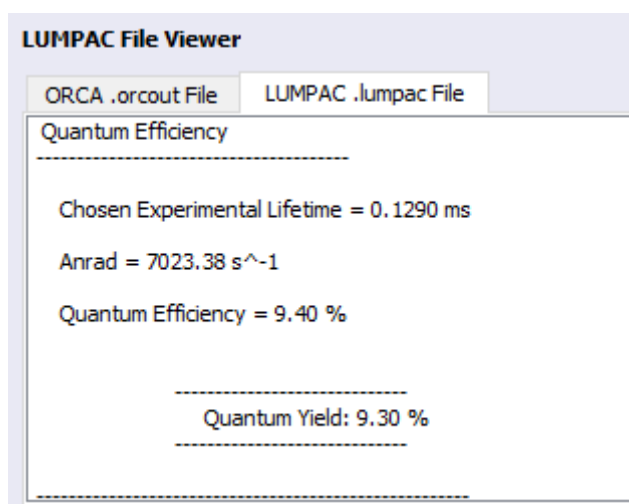 LUMPAC File Viewer
ORCA .orcout File LUMPAC .lumpac File
Quantum Efficiency
---------------------------------------
Chosen Experimental Lifetime = 0.1290 ms
Anrad = 7023.38 s^-1
Quantum Efficiency = 9.40 %
-----------------------------
Quantum Yield: 9.30 %
-----------------------------
------------------------------------------------------